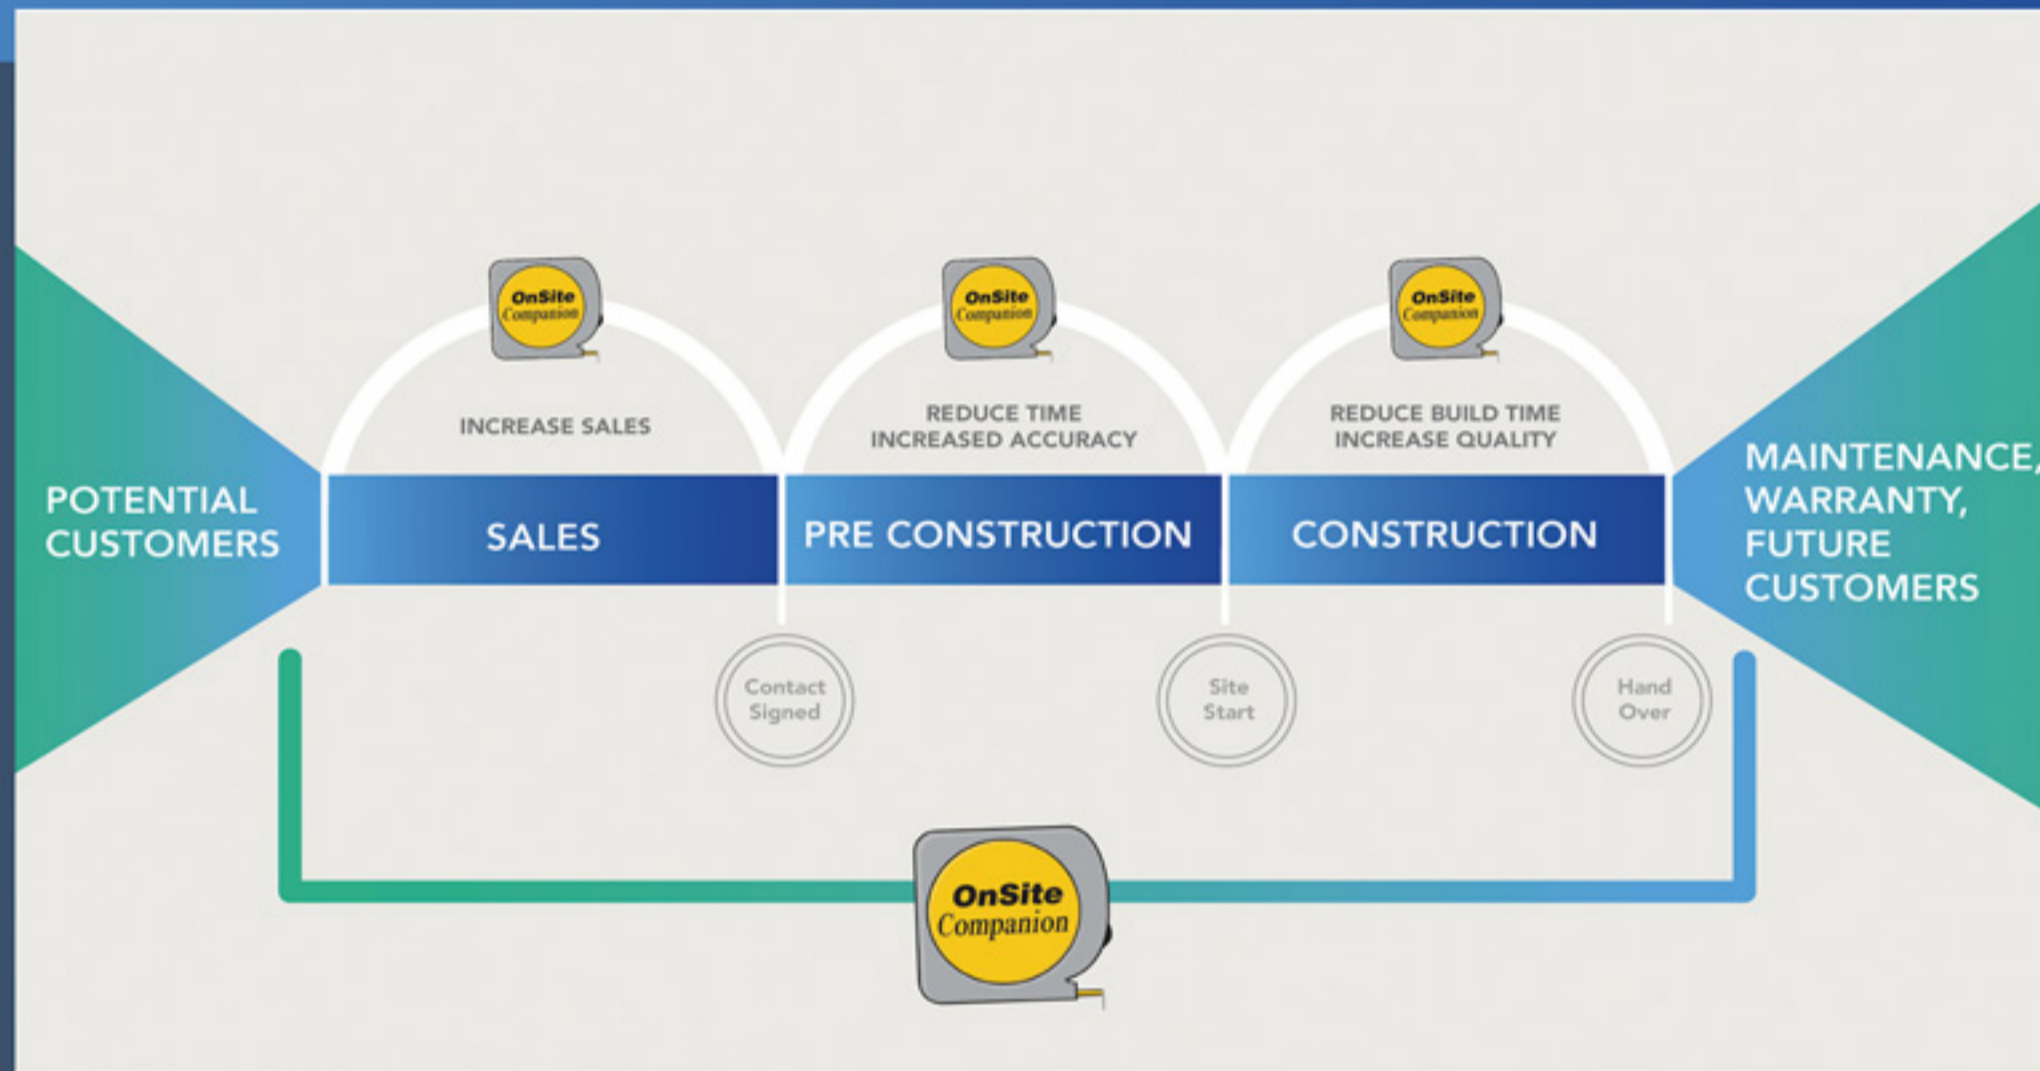 OnSite
Companion
OnSite
Companion
OnSite
Companion
INCREASE SALES
REDUCE TIME
INCREASED ACCURACY
REDUCE BUILD TIME
INCREASE QUALITY
POTENTIAL
CUSTOMERS
SALES
PRE CONSTRUCTION
CONSTRUCTION
MAINTENANCE,
WARRANTY,
FUTURE
CUSTOMERS
Contact
Signed
Site
Start
Hand
Over
OnSite
Companion